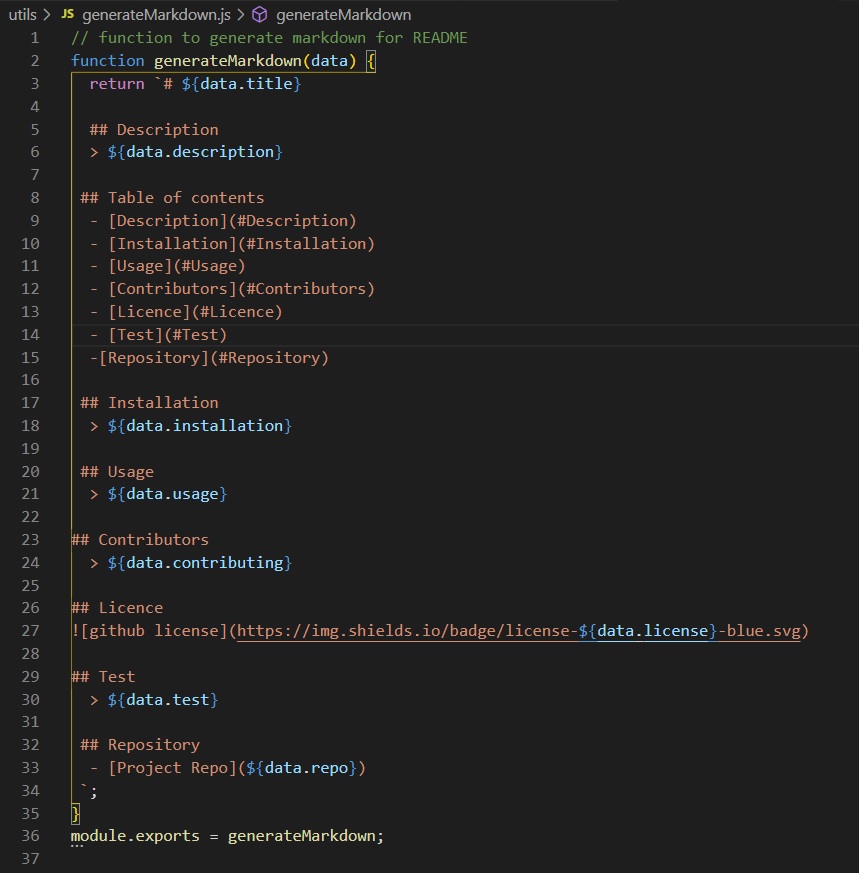 utils > JS generateMarkdown.js > generateMarkdown
1 // function to generate markdown for README
2 function generateMarkdown(data) {
3   return `# ${data.title}
4
5   ## Description
6   > ${data.description}
7
8  ## Table of contents
9   - [Description](#Description)
10   - [Installation](#Installation)
11   - [Usage](#Usage)
12   - [Contributors](#Contributors)
13   - [Licence](#Licence)
14   - [Test](#Test)
15   -[Repository](#Repository)
16
17  ## Installation
18   > ${data.installation}
19
20  ## Usage
21   > ${data.usage}
22
23 ## Contributors
24   > ${data.contributing}
25
26 ## Licence
27 ![github license](https://img.shields.io/badge/license-${data.license}-blue.svg)
28
29 ## Test
30   > ${data.test}
31
32  ## Repository
33   - [Project Repo](${data.repo})
34  `;
35 }
36 module.exports = generateMarkdown;
37